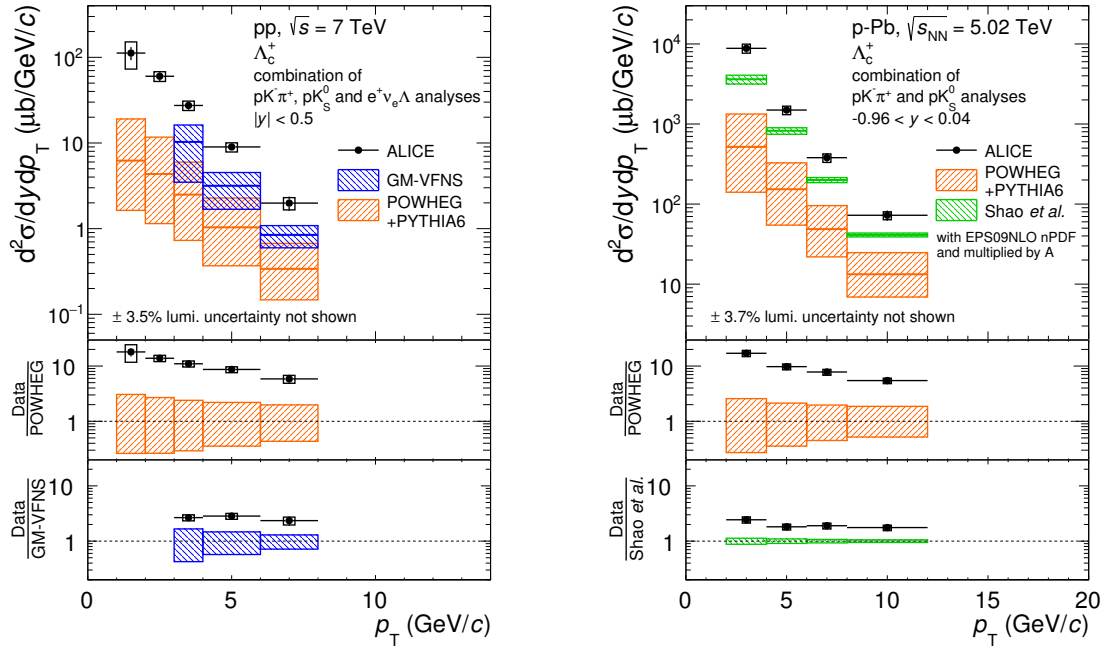 pp, √s = 7 TeV
Λc+
combination of
pK-π+, pK0S and e+νeΛ analyses
|y| < 0.5
ALICE
GM-VFNS
POWHEG
+PYTHIA6
± 3.5% lumi. uncertainty not shown
d²σ/dydpT (μb/GeV/c)
10²
10
1
10⁻¹
Data
POWHEG
10
1
Data
GM-VFNS
10
1
0 5 10
pT (GeV/c)
p-Pb, √sNN = 5.02 TeV
Λc+
combination of
pK-π+ and pK0S analyses
-0.96 < y < 0.04
ALICE
POWHEG
+PYTHIA6
Shao et al.
with EPS09NLO nPDF
and multiplied by A
± 3.7% lumi. uncertainty not shown
d²σ/dydpT (μb/GeV/c)
10⁴
10³
10²
10
Data
POWHEG
10
1
Data
Shao et al.
10
1
0 5 10 15 20
pT (GeV/c)